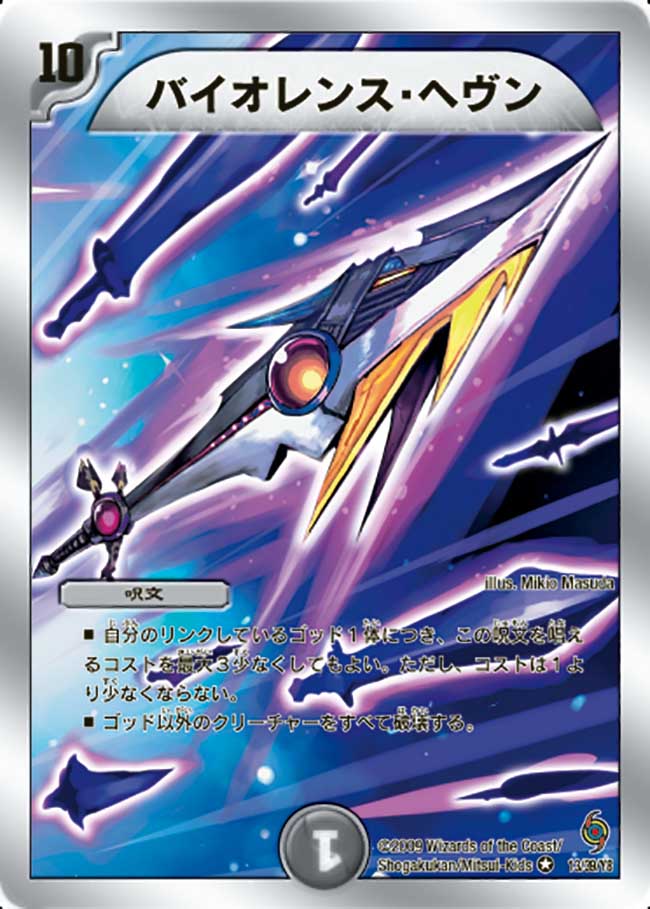 10
バイオレンス・ヘヴン
呪文
illus. Mikio Masuda
■ 自分のリンクしているゴッド1体につき、この呪文を唱え
るコストを最大3少なくしてもよい。ただし、コストは1よ
り少なくならない。
■ ゴッド以外のクリーチャーをすべて破壊する。
1
©2009 Wizards of the Coast/
Shogakukan/Mitsui-Kids